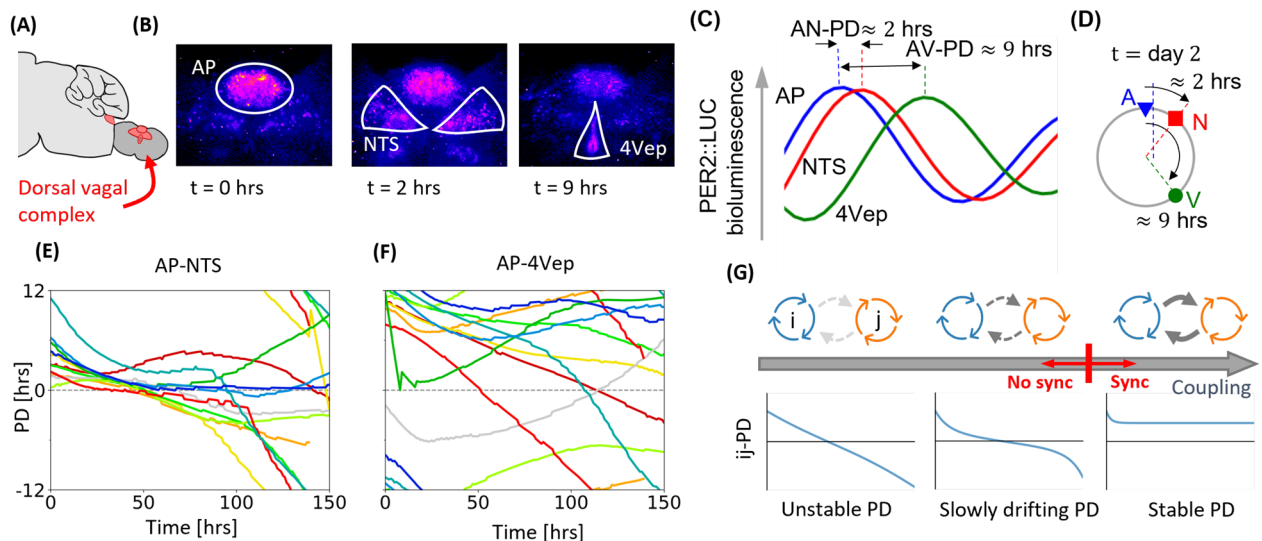 (A)
Dorsal vagal
complex
(B)
AP
NTS
4Vep
t = 0 hrs
t = 2 hrs
t = 9 hrs
(C)
AN-PD ≈ 2 hrs
AV-PD ≈ 9 hrs
AP
NTS
4Vep
PER2::LUC
bioluminescence
(D)
t = day 2
≈ 2 hrs
A
N
V
≈ 9 hrs
(E)
AP-NTS
PD [hrs]
12
0
-12
0 50 100 150
Time [hrs]
(F)
AP-4Vep
12
0
-12
0 50 100 150
Time [hrs]
(G)
i
j
No sync
Sync
Coupling
ij-PD
Unstable PD
Slowly drifting PD
Stable PD